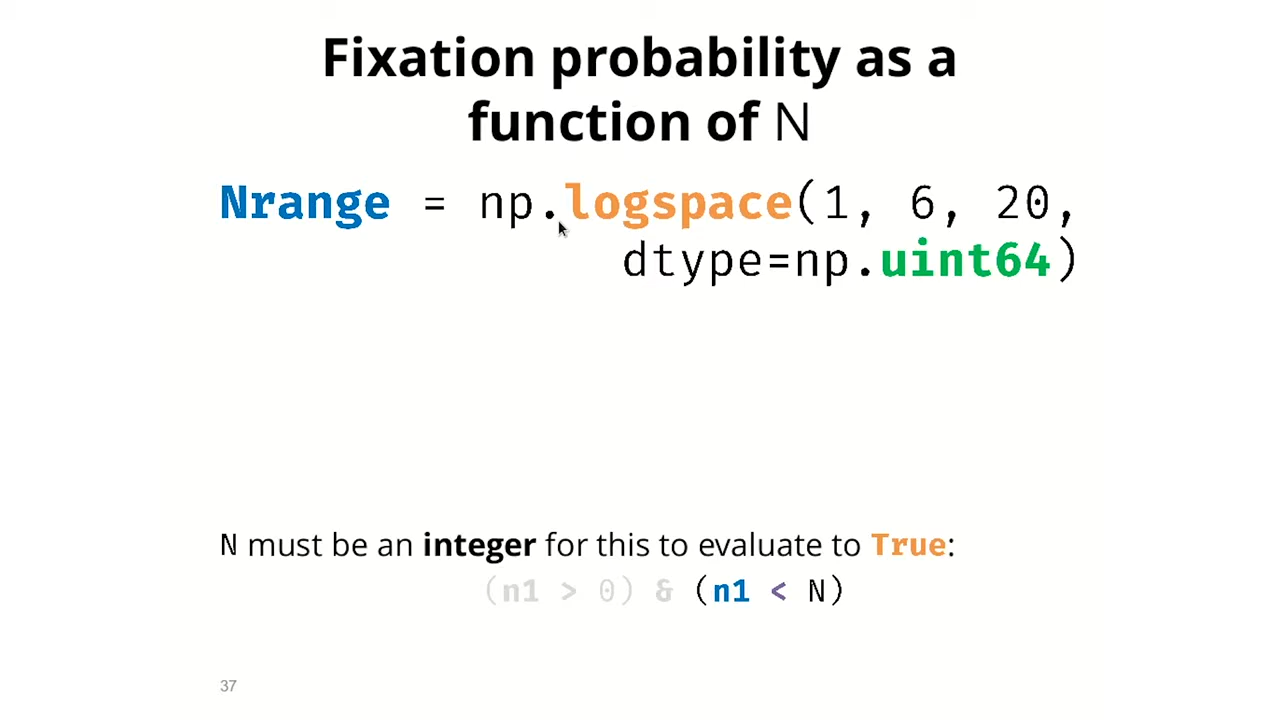 Fixation probability as a
function of N
Nrange = np.logspace(1, 6, 20,
dtype=np.uint64)
N must be an integer for this to evaluate to True:
(n1 > 0) & (n1 < N)
37